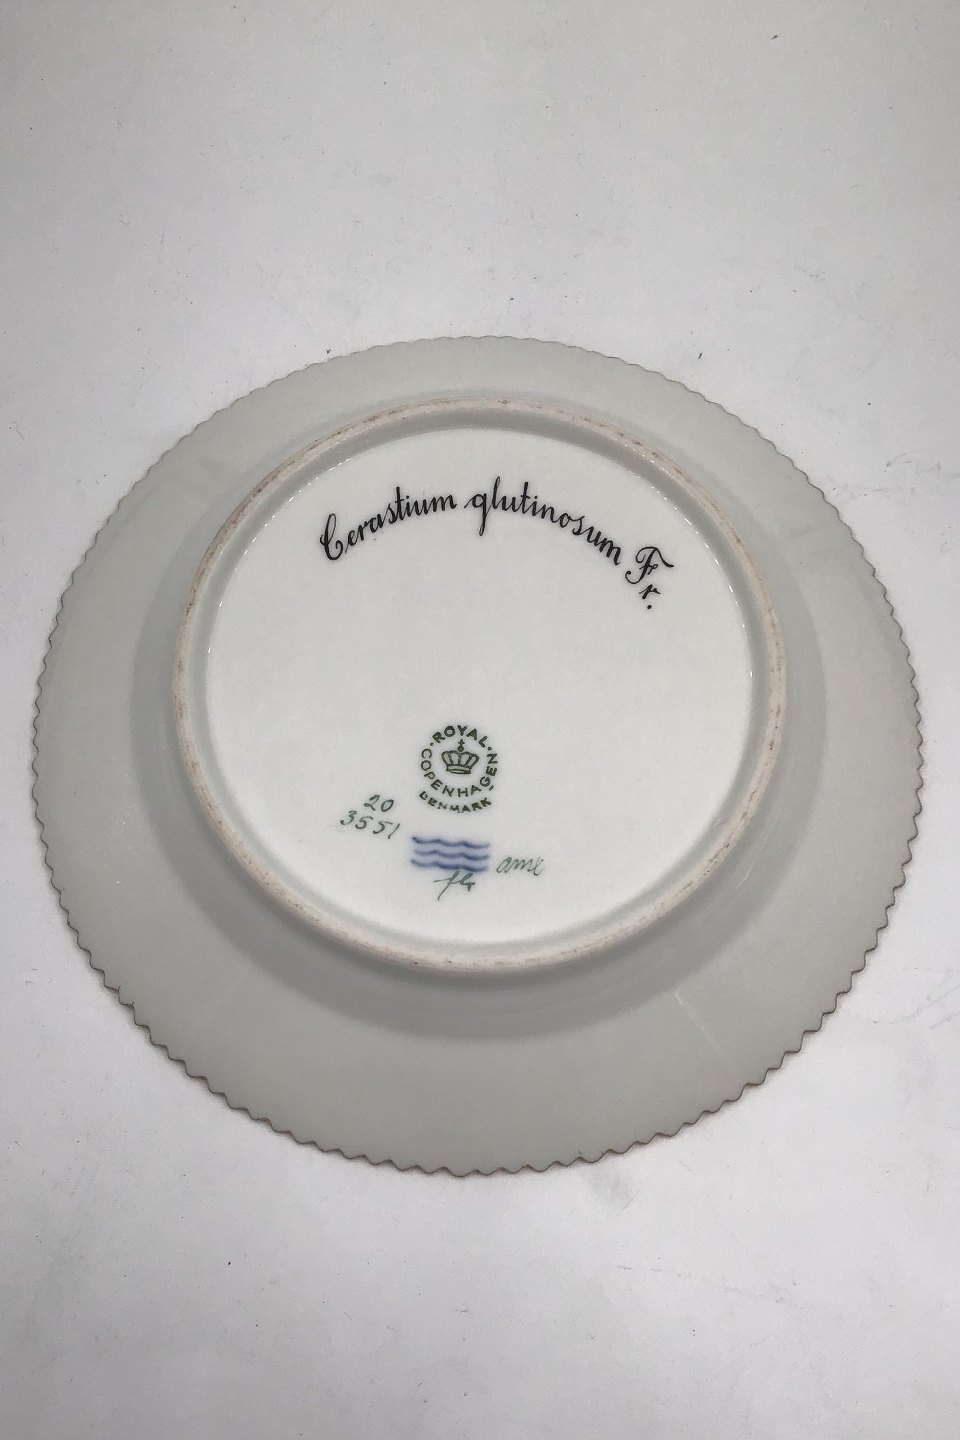 Cerastium glutinosum Fr.
ROYAL COPENHAGEN
DENMARK
20
3551